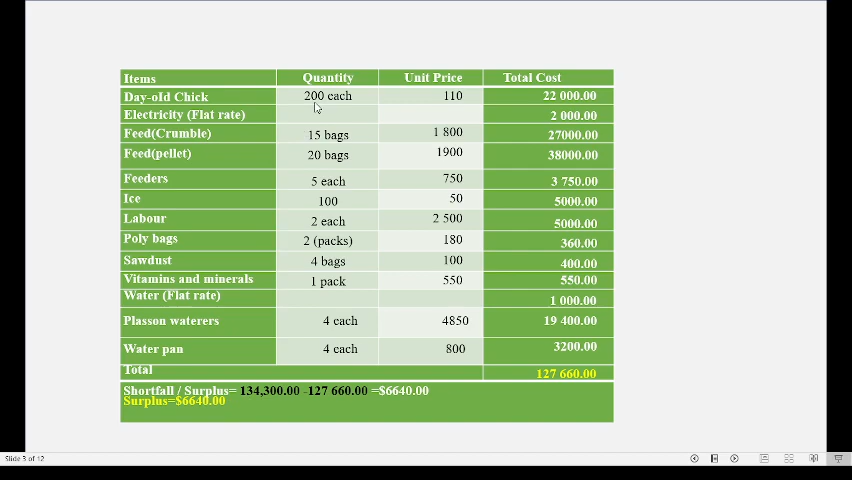 Items Quantity Unit Price Total Cost
Day-old Chick 200 each 110 22 000.00
Electricity (Flat rate) 2 000.00
Feed(Crumble) 15 bags 1 800 27000.00
Feed(pellet) 20 bags 1900 38000.00
Feeders 5 each 750 3 750.00
Ice 100 50 5000.00
Labour 2 each 2 500 5000.00
Poly bags 2 (packs) 180 360.00
Sawdust 4 bags 100 400.00
Vitamins and minerals 1 pack 550 550.00
Water (Flat rate) 1 000.00
Plasson waterers 4 each 4850 19 400.00
Water pan 4 each 800 3200.00
Total 127 660.00
Shortfall / Surplus= 134,300.00 -127 660.00 =$6640.00
Surplus=$6640.00
Slide 3 of 12